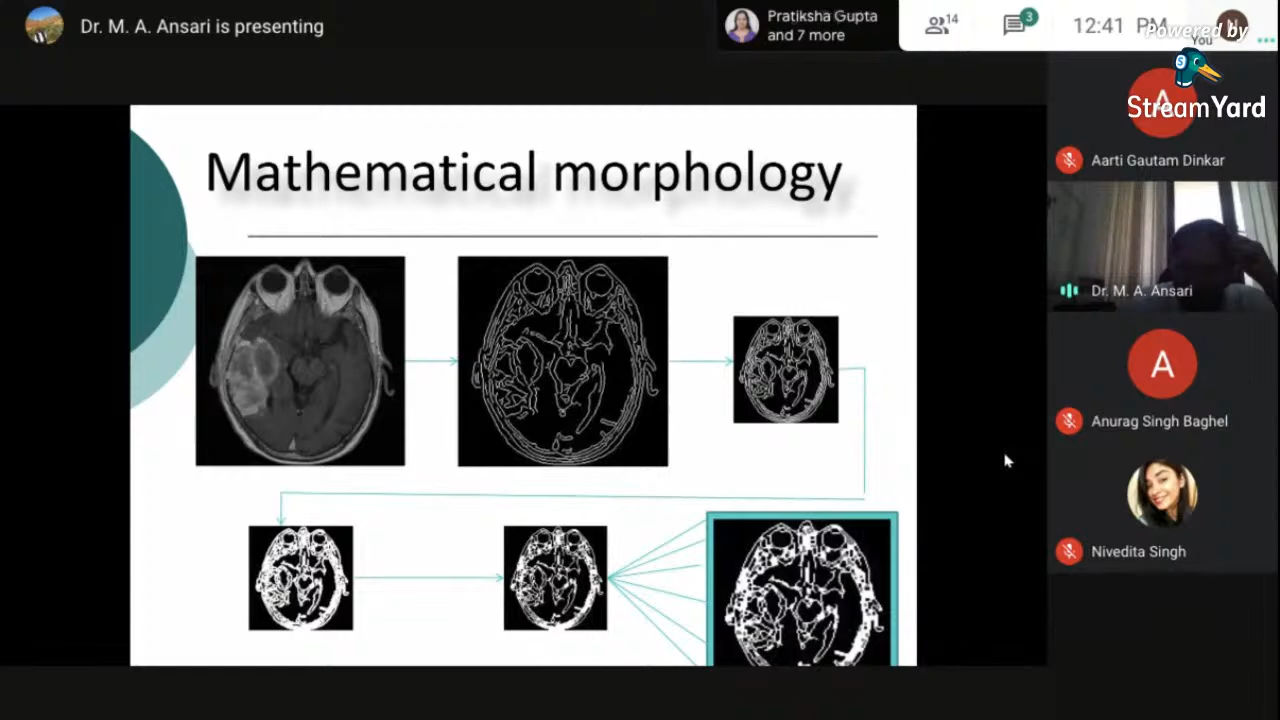 Dr. M. A. Ansari is presenting
Pratiksha Gupta
and 7 more
14
3
12:41 PM
You
Powered by
StreamYard
A
Aarti Gautam Dinkar
Mathematical morphology
Dr. M. A. Ansari
A
Anurag Singh Baghel
Nivedita Singh